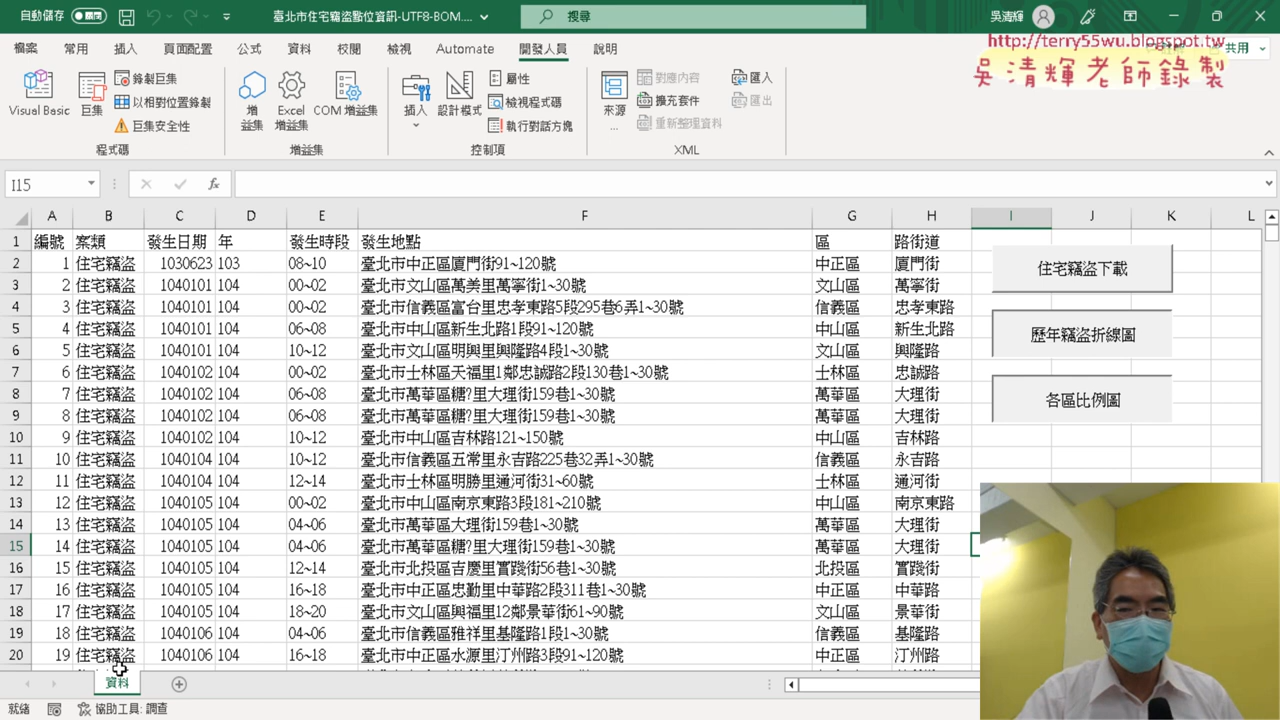 自動儲存
臺北市住宅竊盜點位資訊-UTF8-BOM....
搜尋
吳清輝
檔案 常用 插入 頁面配置 公式 資料 校閱 檢視 Automate 開發人員 說明
共用
http://terry55wu.blogspot.tw
吳清輝老師錄製
Visual Basic
巨集
錄製巨集
以相對位置錄製
巨集安全性
程式碼
增益集
Excel 增益集
COM 增益集
增益集
插入
設計模式
屬性
檢視程式碼
執行對話方塊
控制項
來源...
對應內容
擴充套件
重新整理資料
匯入
匯出
XML
I15
fx
A B C D E F G H I J K L
1 編號 案類 發生日期 年 發生時段 發生地點 區 路街道
2 1 住宅竊盜 1030623 103 08~10 臺北市中正區廈門街91~120號 中正區 廈門街
3 2 住宅竊盜 1040101 104 00~02 臺北市文山區萬美里萬寧街1~30號 文山區 萬寧街
4 3 住宅竊盜 1040101 104 00~02 臺北市信義區富台里忠孝東路5段295巷6弄1~30號 信義區 忠孝東路
5 4 住宅竊盜 1040101 104 06~08 臺北市中山區新生北路1段91~120號 中山區 新生北路
6 5 住宅竊盜 1040101 104 10~12 臺北市文山區明興里興隆路4段1~30號 文山區 興隆路
7 6 住宅竊盜 1040102 104 00~02 臺北市士林區天福里1鄰忠誠路2段130巷1~30號 士林區 忠誠路
8 7 住宅竊盜 1040102 104 06~08 臺北市萬華區糖?里大理街159巷1~30號 萬華區 大理街
9 8 住宅竊盜 1040102 104 06~08 臺北市萬華區糖?里大理街159巷1~30號 萬華區 大理街
10 9 住宅竊盜 1040102 104 10~12 臺北市中山區吉林路121~150號 中山區 吉林路
11 10 住宅竊盜 1040104 104 10~12 臺北市信義區五常里永吉路225巷32弄1~30號 信義區 永吉路
12 11 住宅竊盜 1040104 104 12~14 臺北市士林區明勝里通河街31~60號 士林區 通河街
13 12 住宅竊盜 1040105 104 00~02 臺北市中山區南京東路3段181~210號 中山區 南京東路
14 13 住宅竊盜 1040105 104 04~06 臺北市萬華區大理街159巷1~30號 萬華區 大理街
15 14 住宅竊盜 1040105 104 04~06 臺北市萬華區糖?里大理街159巷1~30號 萬華區 大理街
16 15 住宅竊盜 1040105 104 12~14 臺北市北投區吉慶里實踐街56巷1~30號 北投區 實踐街
17 16 住宅竊盜 1040105 104 16~18 臺北市中正區忠勤里中華路2段311巷1~30號 中正區 中華路
18 17 住宅竊盜 1040105 104 18~20 臺北市文山區興福里12鄰景華街61~90號 文山區 景華街
19 18 住宅竊盜 1040106 104 04~06 臺北市信義區雅祥里基隆路1段1~30號 信義區 基隆路
20 19 住宅竊盜 1040106 104 16~18 臺北市中正區水源里汀州路3段91~120號 中正區 汀州路
住宅竊盜下載
歷年竊盜折線圖
各區比例圖
資料
就緒
協助工具: 調查